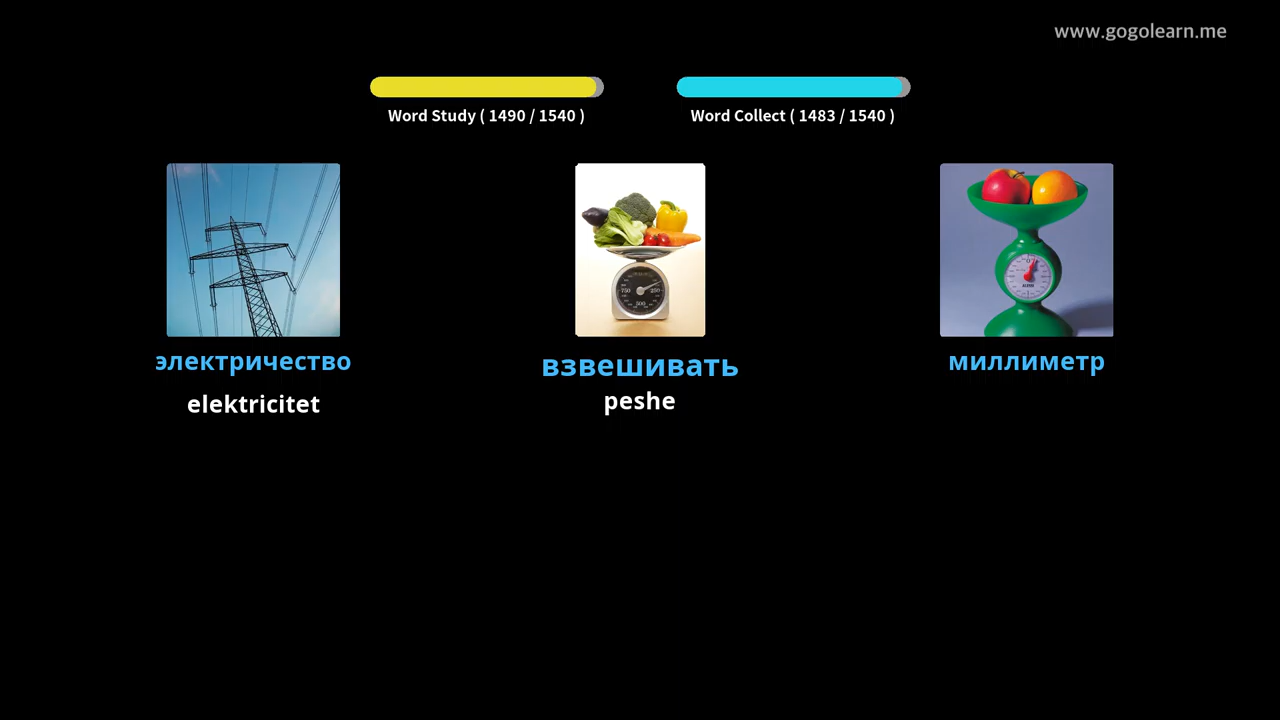 www.gogolearn.me
Word Study ( 1490 / 1540 )
Word Collect ( 1483 / 1540 )
электричество
взвешивать
миллиметр
elektricitet
peshe